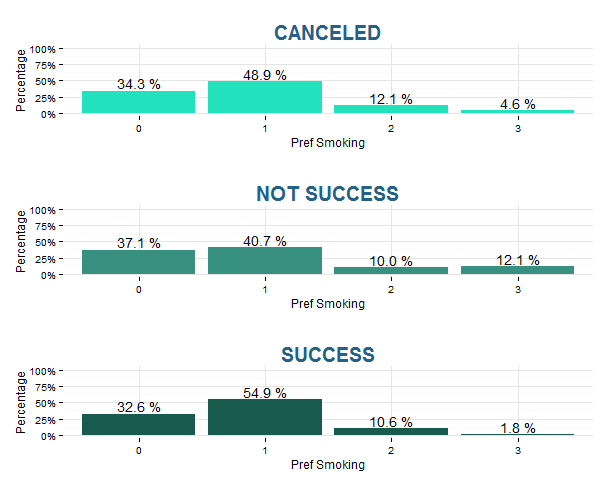 CANCELED
Percentage
100%
75%
50%
25%
0%
34.3 %
48.9 %
12.1 %
4.6 %
0 1 2 3
Pref Smoking
NOT SUCCESS
Percentage
100%
75%
50%
25%
0%
37.1 %
40.7 %
10.0 %
12.1 %
0 1 2 3
Pref Smoking
SUCCESS
Percentage
100%
75%
50%
25%
0%
32.6 %
54.9 %
10.6 %
1.8 %
0 1 2 3
Pref Smoking